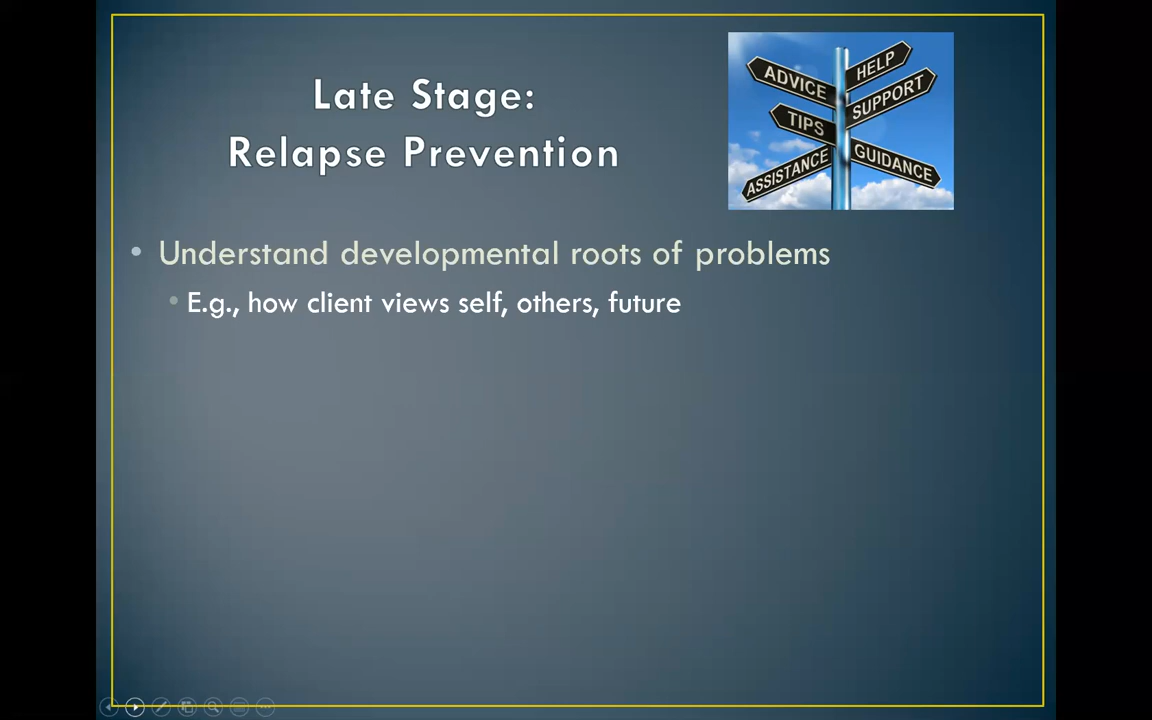 Late Stage:
Relapse Prevention
ADVICE
HELP
SUPPORT
TIPS
GUIDANCE
ASSISTANCE
• Understand developmental roots of problems
• E.g., how client views self, others, future